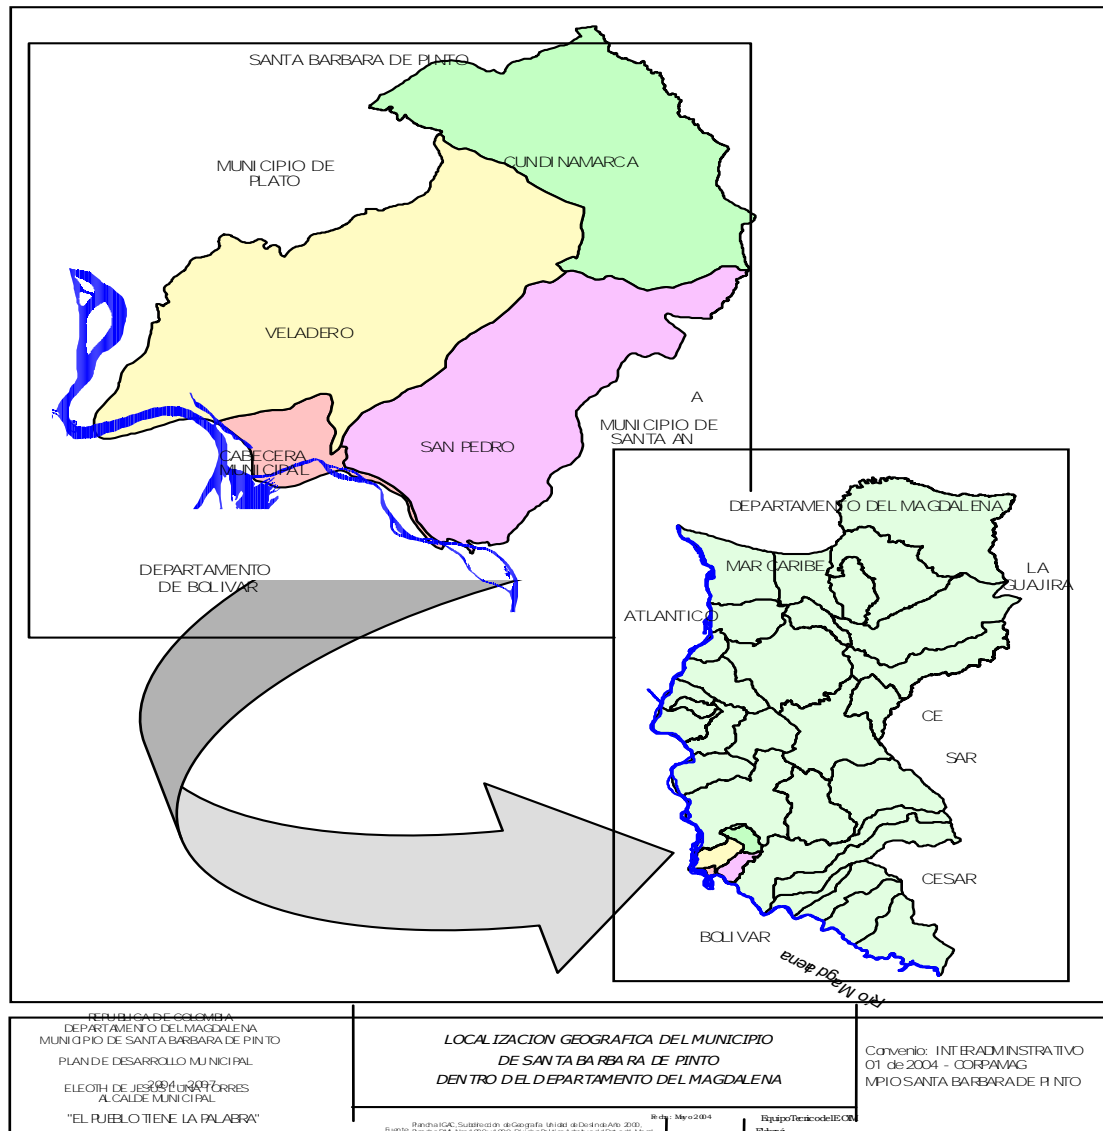 SANTA BARBARA DE PINTO
CUNDINAMARCA
MUNICIPIO DE
PLATO
VELADERO
A
MUNICIPIO DE
SANTA AN
SAN PEDRO
CABECERA
MUNICIPAL
DEPARTAMENTO
DE BOLIVAR
DEPARTAMENTO DEL MAGDALENA
MAR CARIBE
LA
GUAJIRA
ATLANTICO
CE
SAR
CESAR
BOLIVAR
Río Magdalena
REPUBLICA DE COLOMBIA
DEPARTAMENTO DEL MAGDALENA
MUNICIPIO DE SANTA BARBARA DE PINTO
PLAN DE DESARROLLO MUNICIPAL
2004 - 2007
ELEOTH DE JESUS LUNA TORRES
ALCALDE MUNICIPAL
"EL PUEBLO TIENE LA PALABRA"
LOCALIZACION GEOGRAFICA DEL MUNICIPIO
DE SANTA BARBARA DE PINTO
DENTRO DEL DEPARTAMENTO DEL MAGDALENA
Fecha: Mayo 2004
Convenio: INTERADMINSTRATIVO
01 de 2004 - CORPAMAG
MPIO SANTA BARBARA DE PINTO